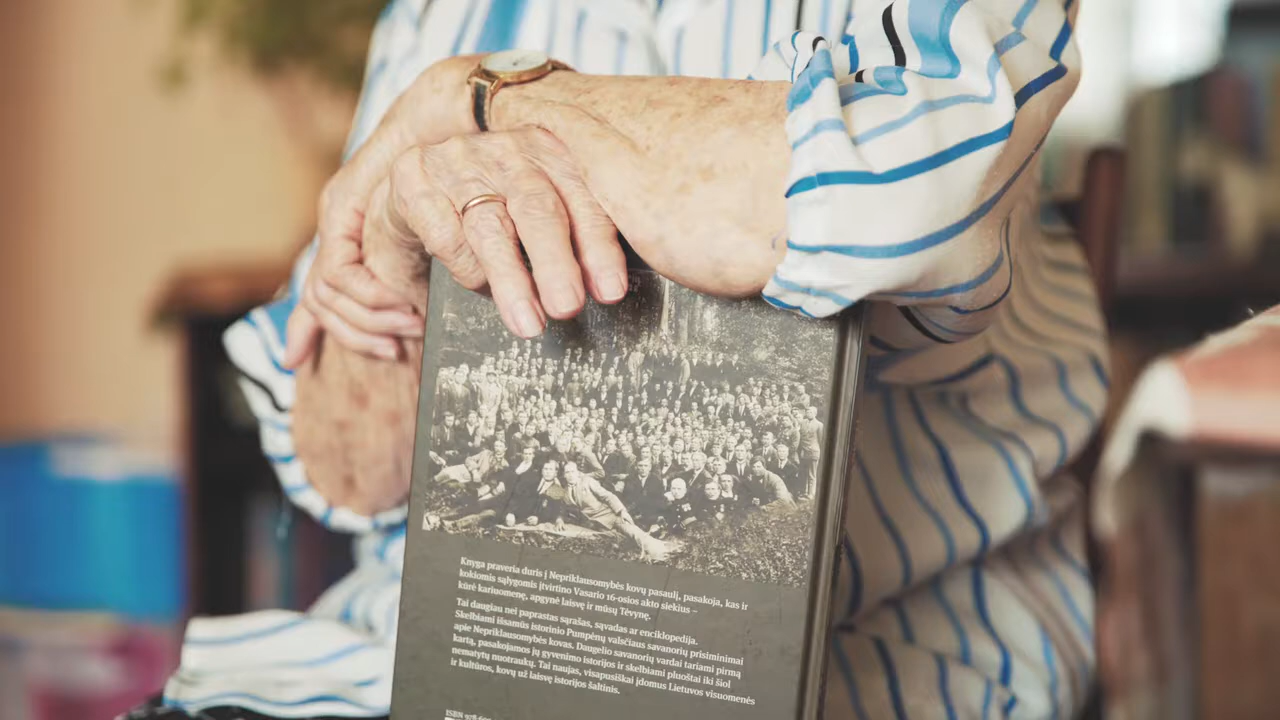 Knyga praveria duris į Nepriklausomybės kovų pasaulį, pasakoja, kas ir
kokiomis sąlygomis įtvirtino Vasario 16-osios akto siekius –
kūrė kariuomenę, apgynė laisvę ir mūsų Tėvynę.
Tai daugiau nei paprastas sąrašas, sąvadas ar enciklopedija.
Skelbiami išsamūs istorinio Pumpėnų valsčiaus savanorių prisiminimai
apie Nepriklausomybės kovas. Daugelio savanorių vardai tariami pirmą
kartą, pasakojamos jų gyvenimo istorijos ir skelbiami pluoštai iki šiol
nematytų nuotraukų. Tai naujas, visapusiškai įdomus Lietuvos visuomenės
ir kultūros, kovų už laisvę istorijos šaltinis.
ISBN 978-609